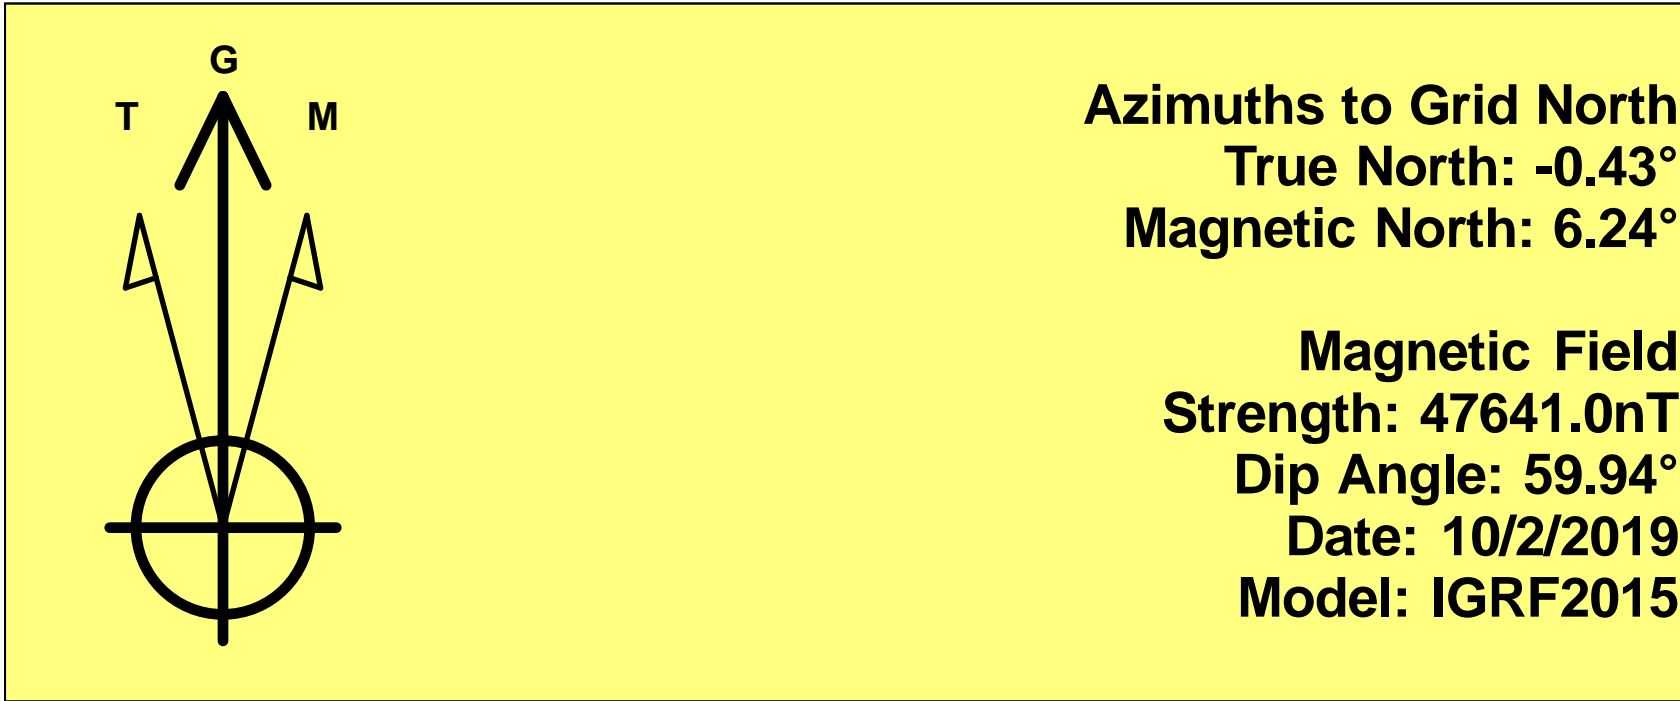 G
T M
Azimuths to Grid North
True North: -0.43°
Magnetic North: 6.24°
Magnetic Field
Strength: 47641.0nT
Dip Angle: 59.94°
Date: 10/2/2019
Model: IGRF2015